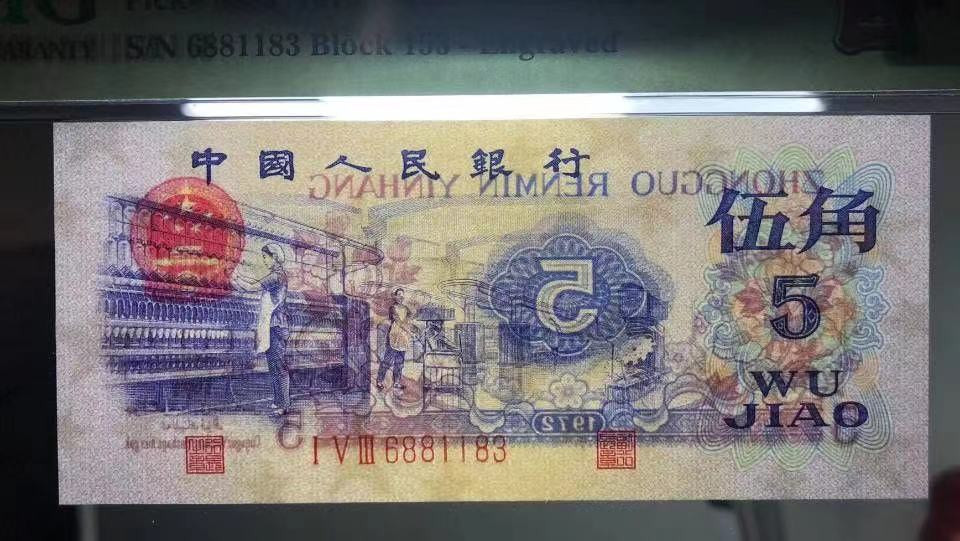 S/N 6881183 Block 153 - Engraved
中國人民銀行
ZHONGGUO RENMIN YINHANG
伍角
5
5
WU
JIAO
1972
I V III 6881183